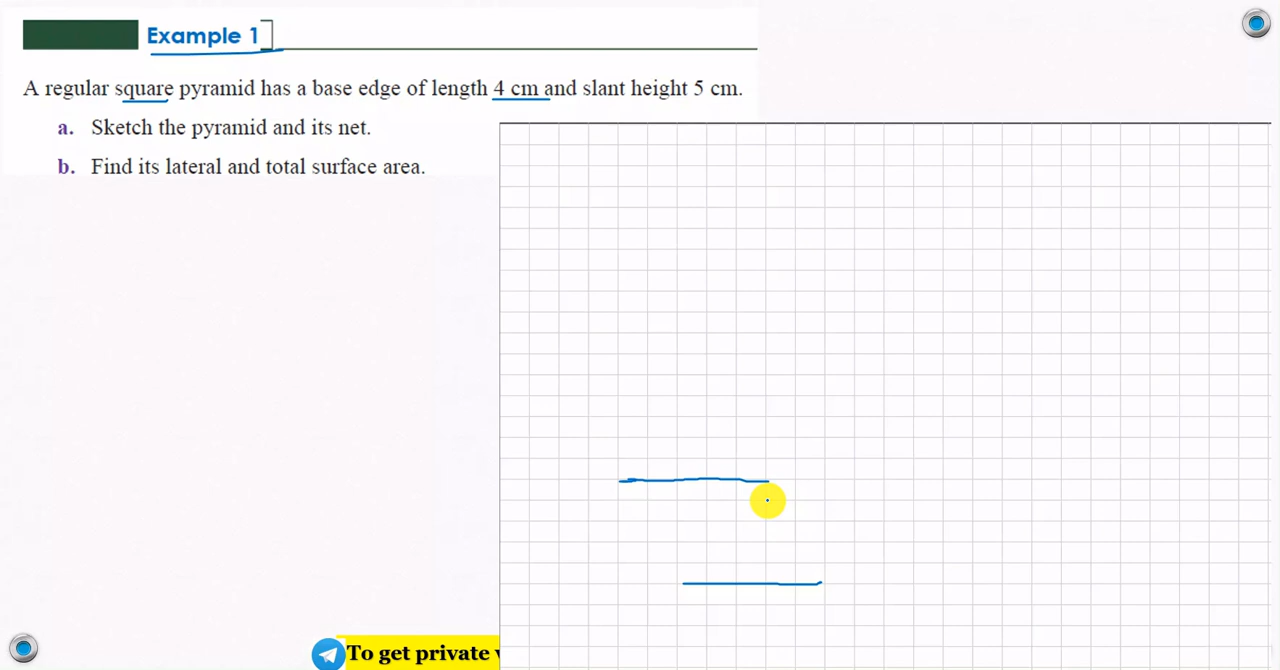 Example 1
A regular square pyramid has a base edge of length 4 cm and slant height 5 cm.
a. Sketch the pyramid and its net.
b. Find its lateral and total surface area.
To get private